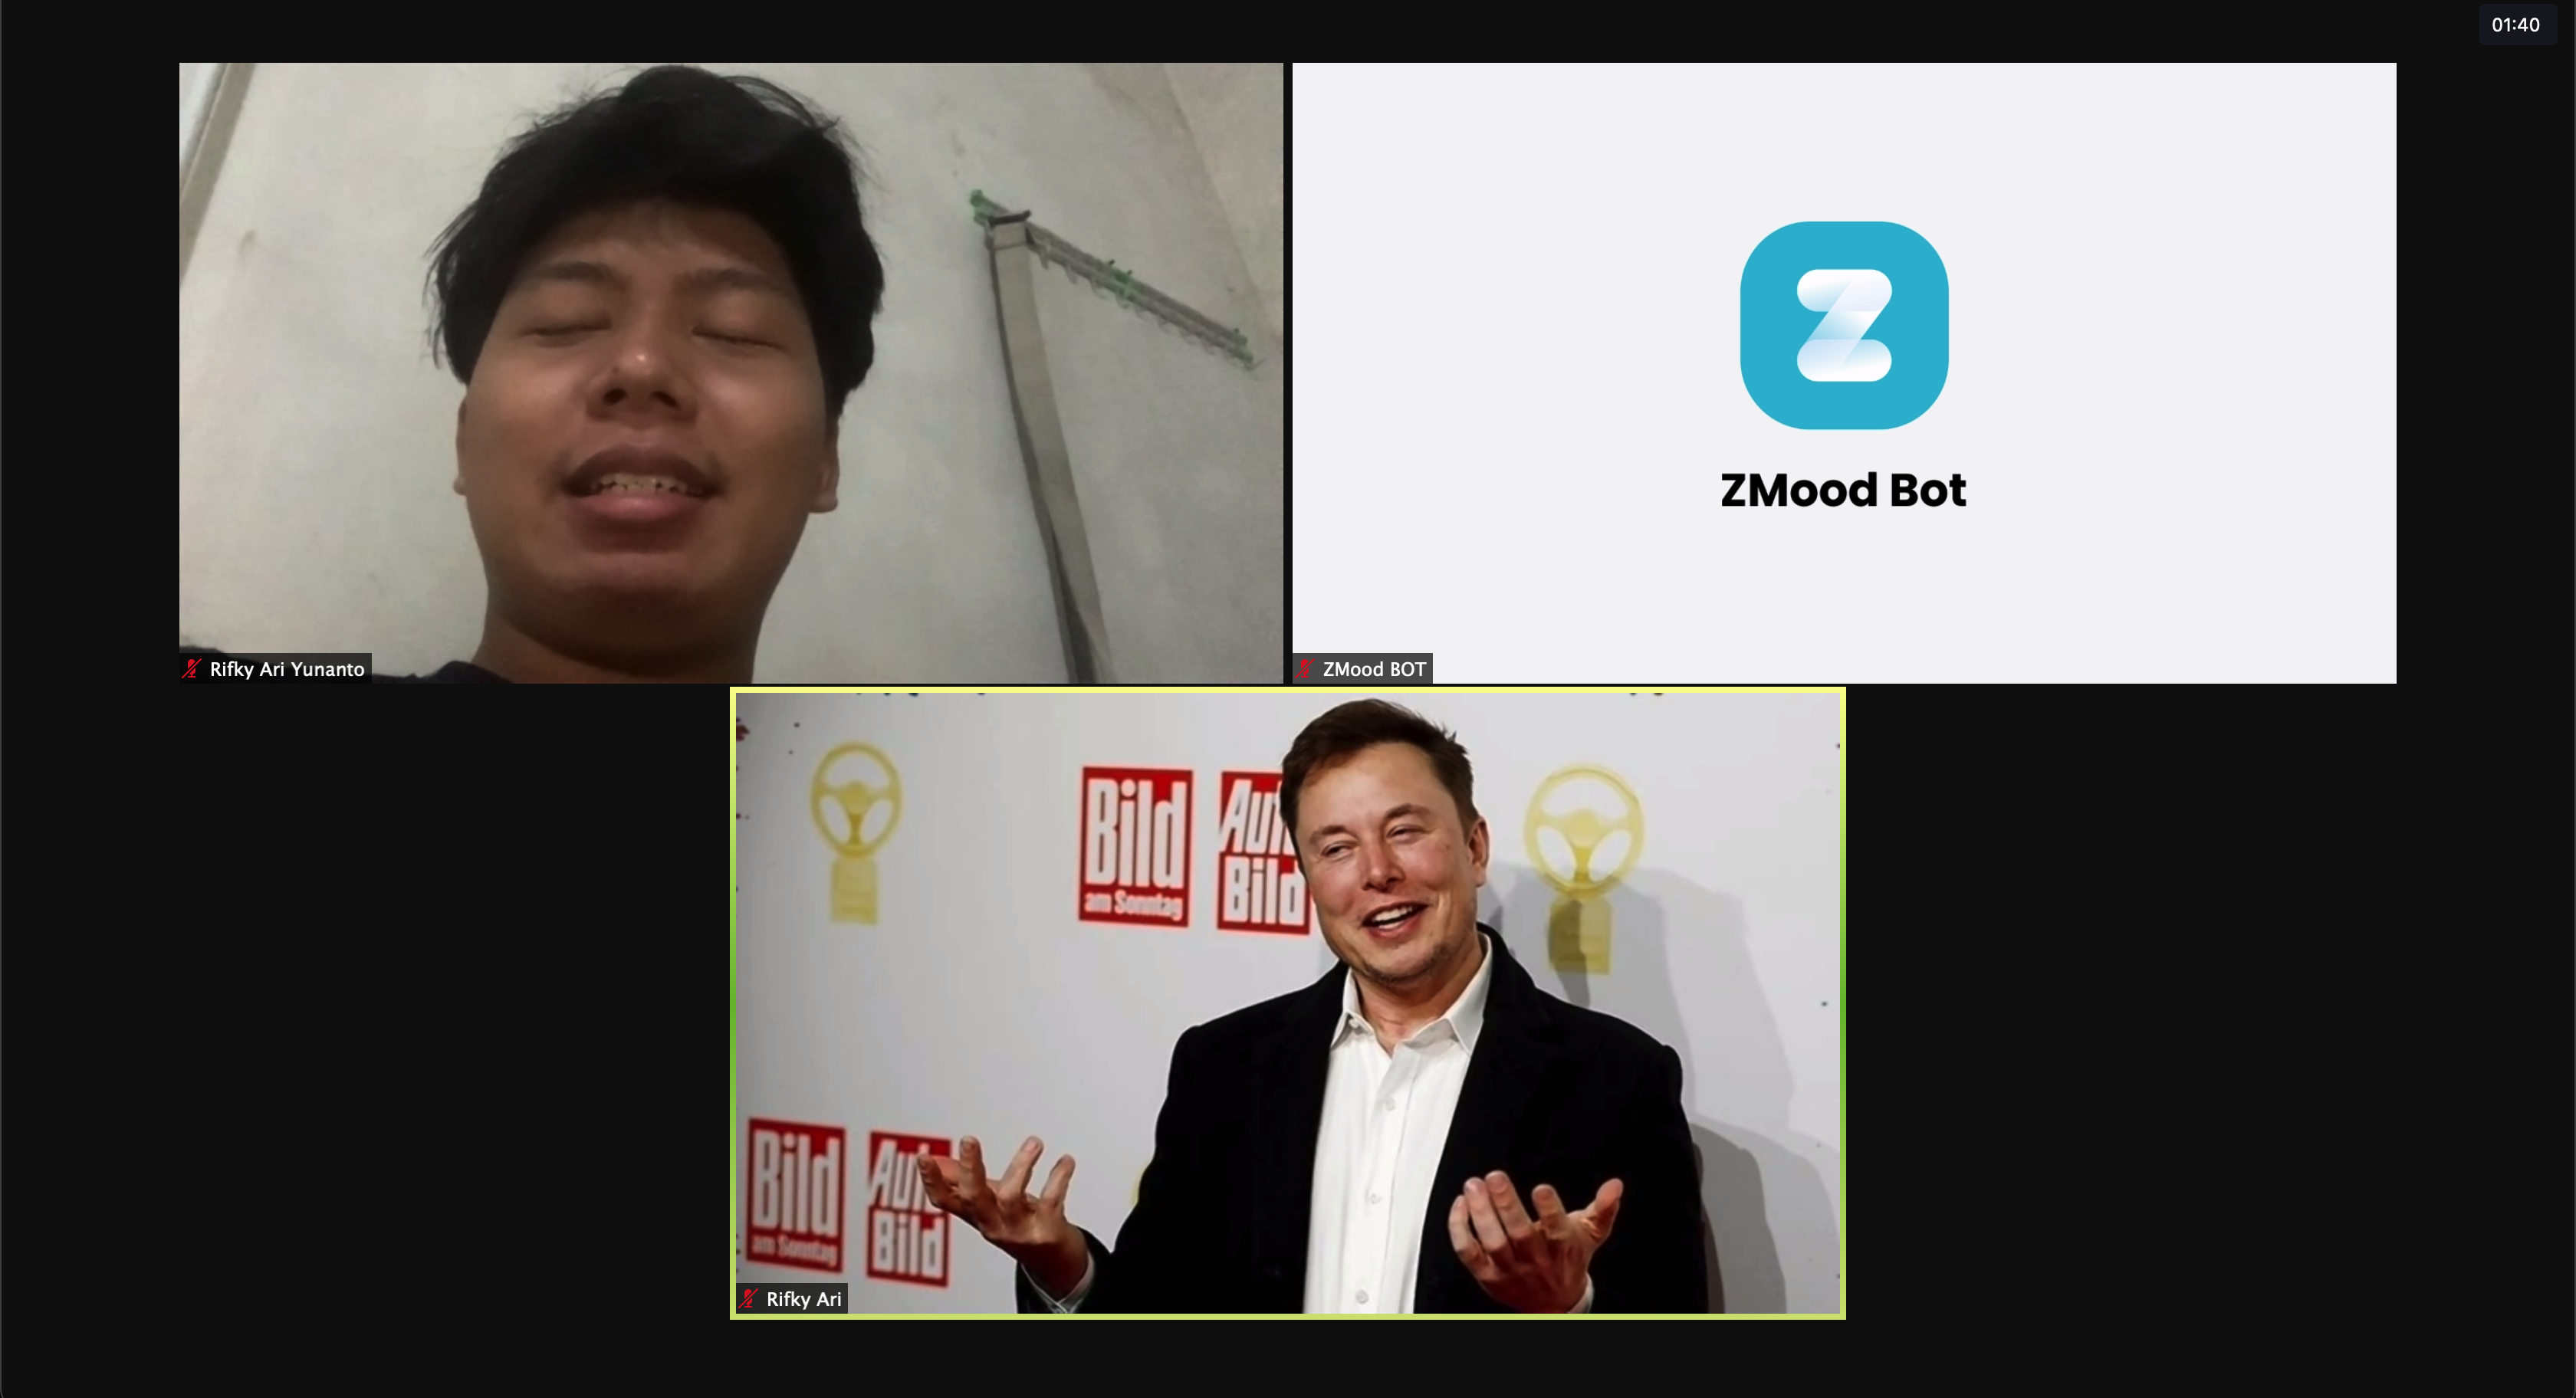 01:40
Rifky Ari Yunanto
ZMood Bot
ZMood BOT
Bild
am Sonntag
Bild
Bild
am Sonntag
Auto
Bild
Rifky Ari